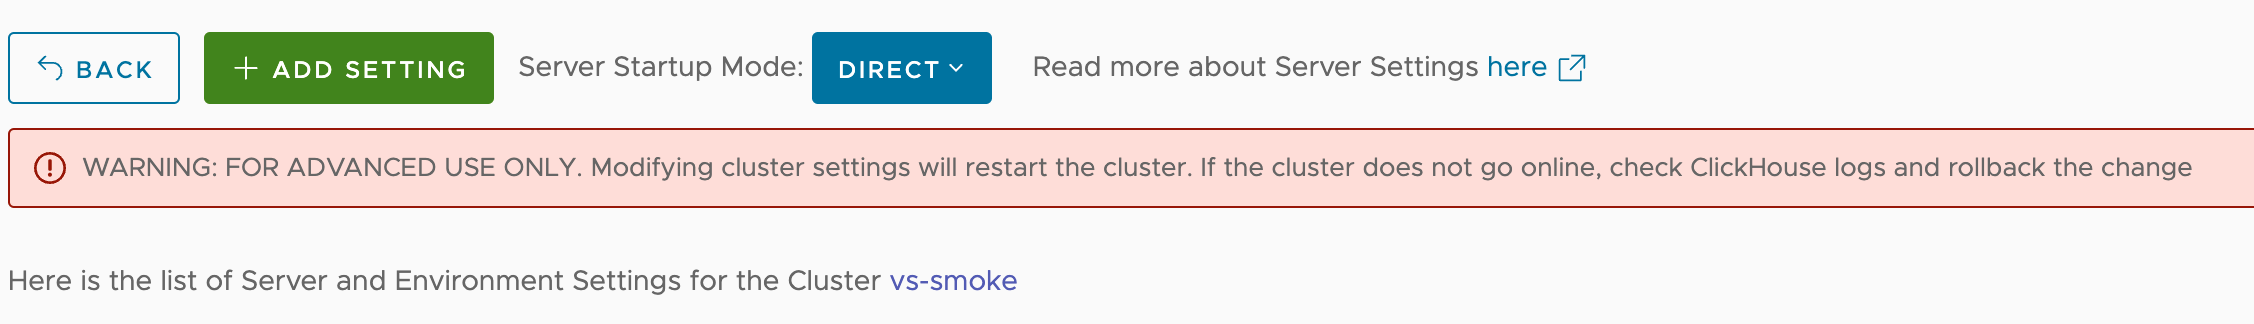 BACK + ADD SETTING Server Startup Mode: DIRECT Read more about Server Settings here
WARNING: FOR ADVANCED USE ONLY. Modifying cluster settings will restart the cluster. If the cluster does not go online, check ClickHouse logs and rollback the change
Here is the list of Server and Environment Settings for the Cluster vs-smoke